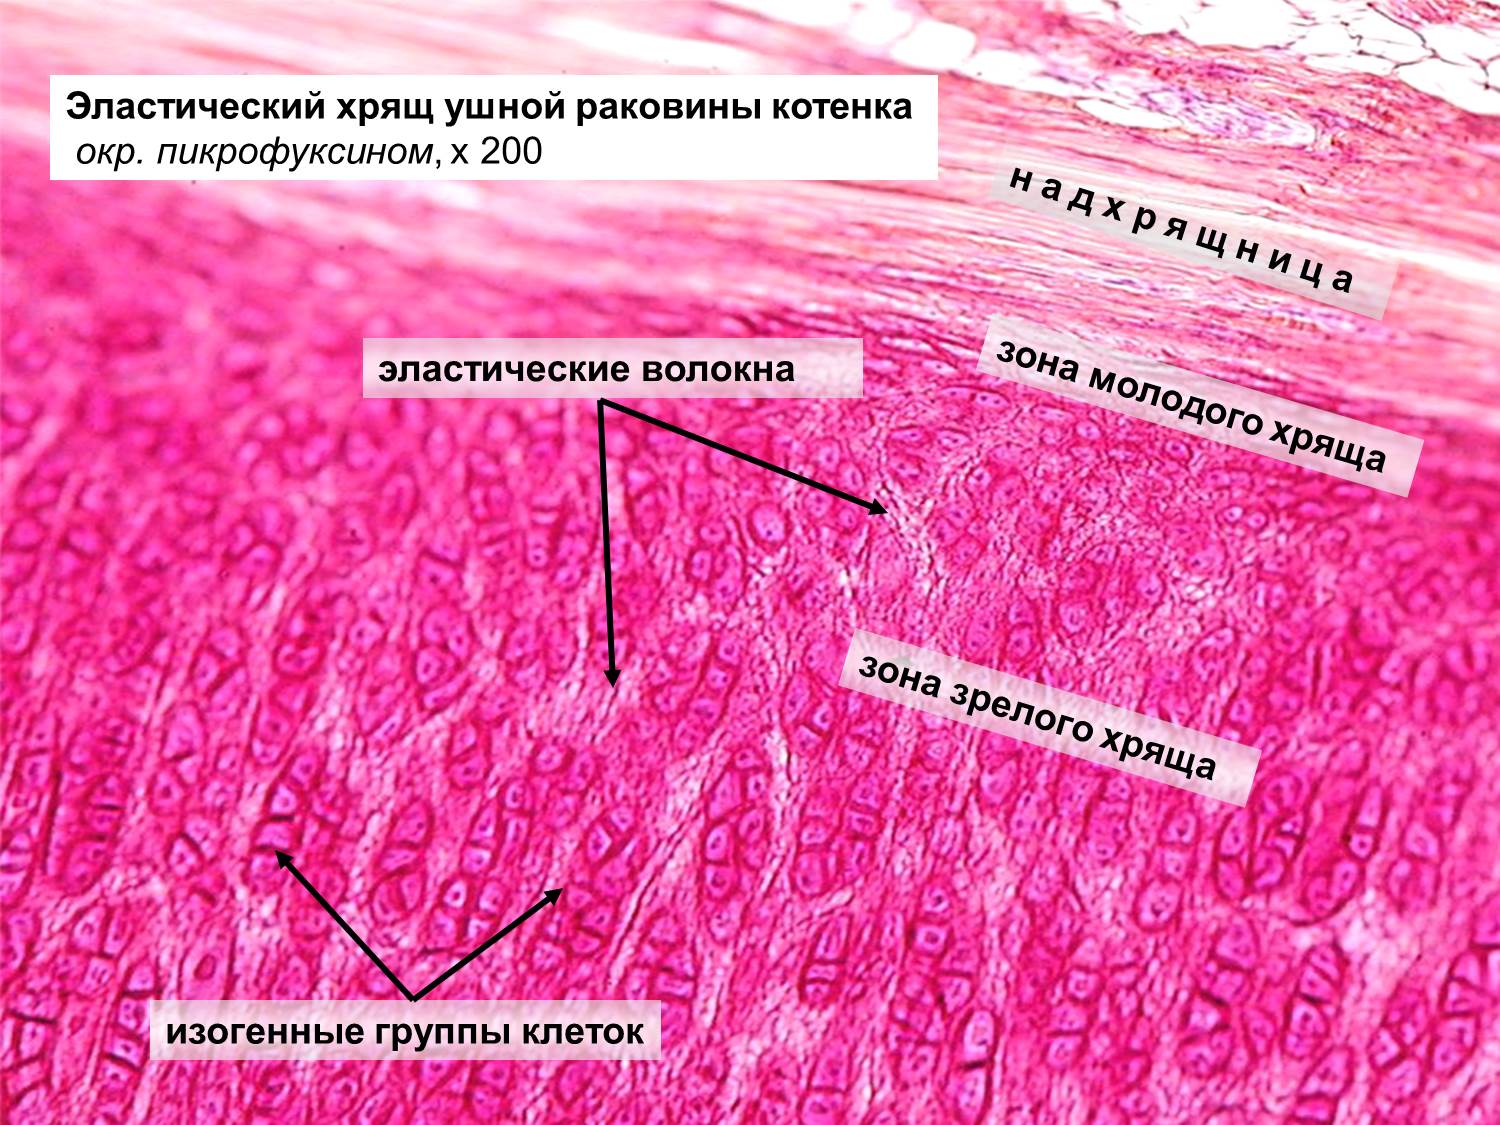 Эластический хрящ ушной раковины котенка
окр. пикрофуксином, х 200
н а д х р я щ н и ц а
зона молодого хряща
эластические волокна
зона зрелого хряща
изогенные группы клеток